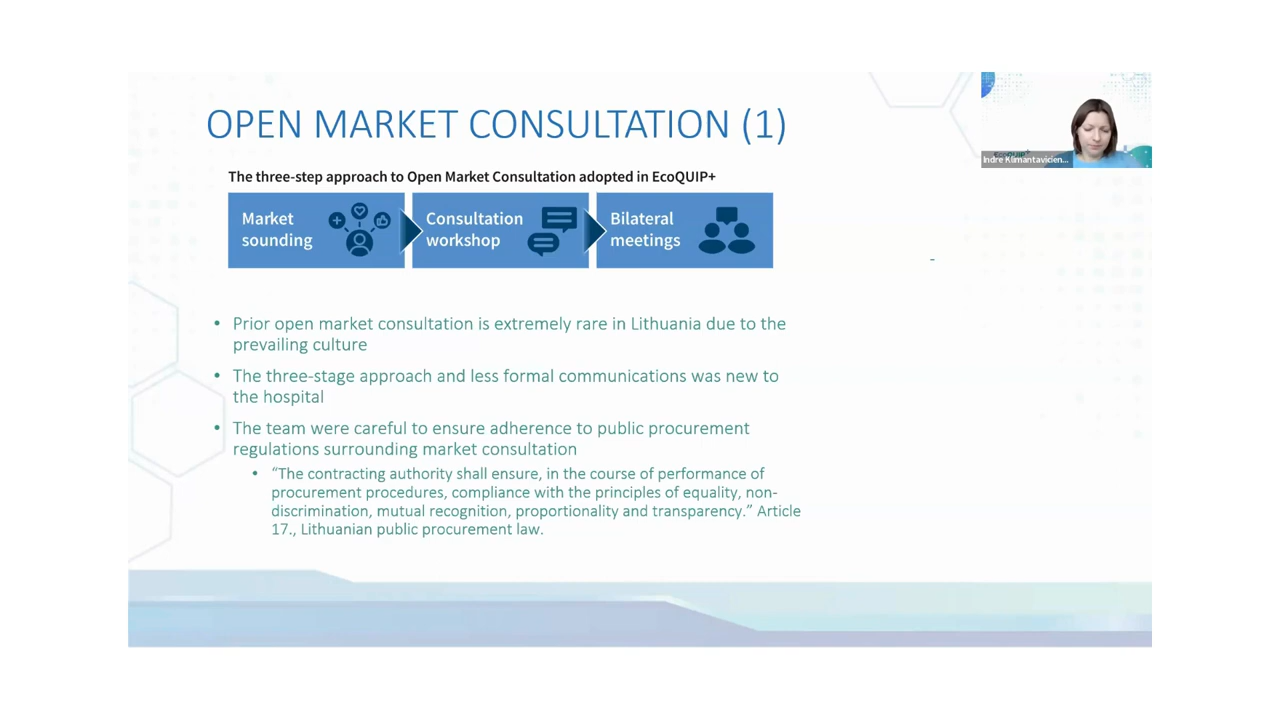 OPEN MARKET CONSULTATION (1)
The three-step approach to Open Market Consultation adopted in EcoQUIP+
Market
sounding
Consultation
workshop
Bilateral
meetings
• Prior open market consultation is extremely rare in Lithuania due to the
prevailing culture
• The three-stage approach and less formal communications was new to
the hospital
• The team were careful to ensure adherence to public procurement
regulations surrounding market consultation
• “The contracting authority shall ensure, in the course of performance of
procurement procedures, compliance with the principles of equality, non-
discrimination, mutual recognition, proportionality and transparency.” Article
17., Lithuanian public procurement law.
EcoQUIP+
Indre Klimantavicien...